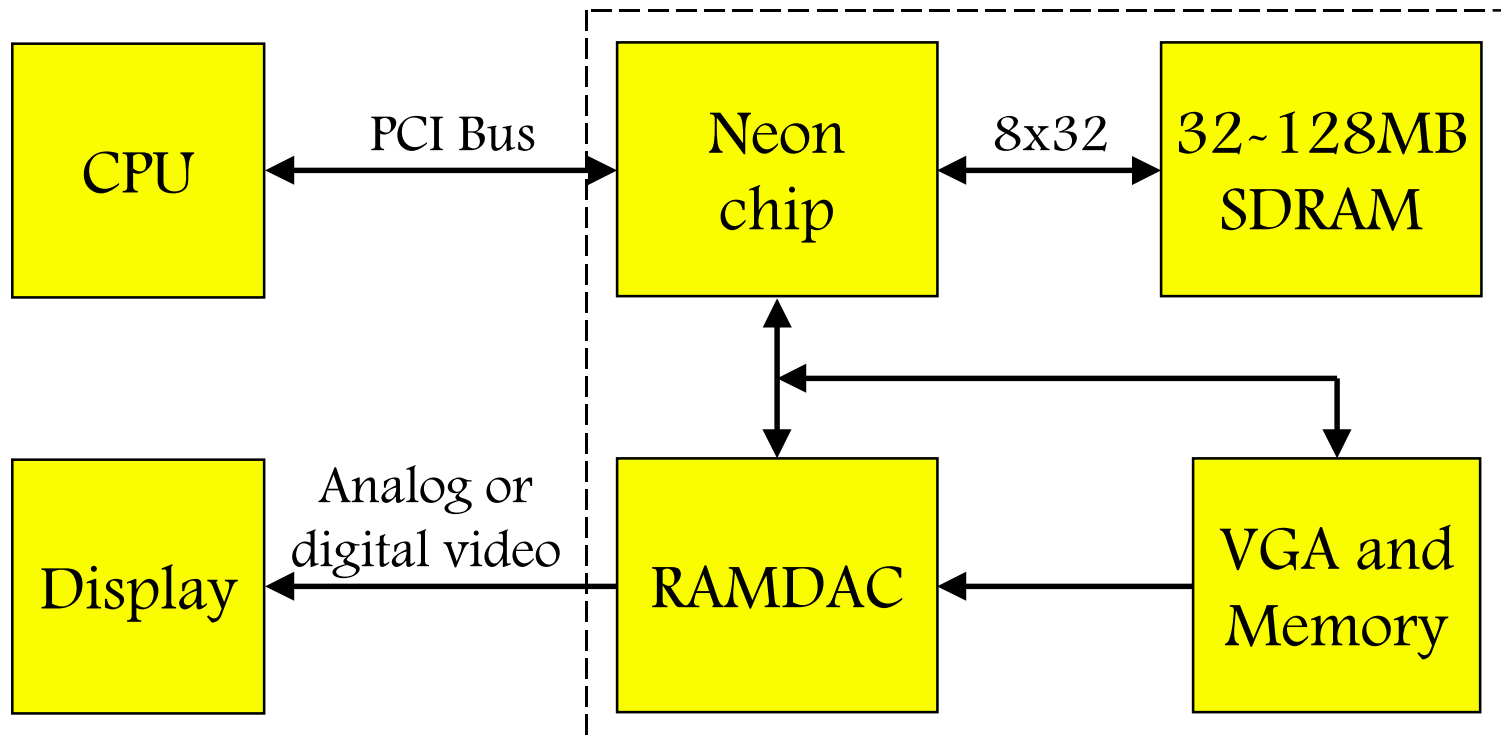 CPU
PCI Bus
Neon
chip
8x32
32~128MB
SDRAM
Display
Analog or
digital video
RAMDAC
VGA and
Memory